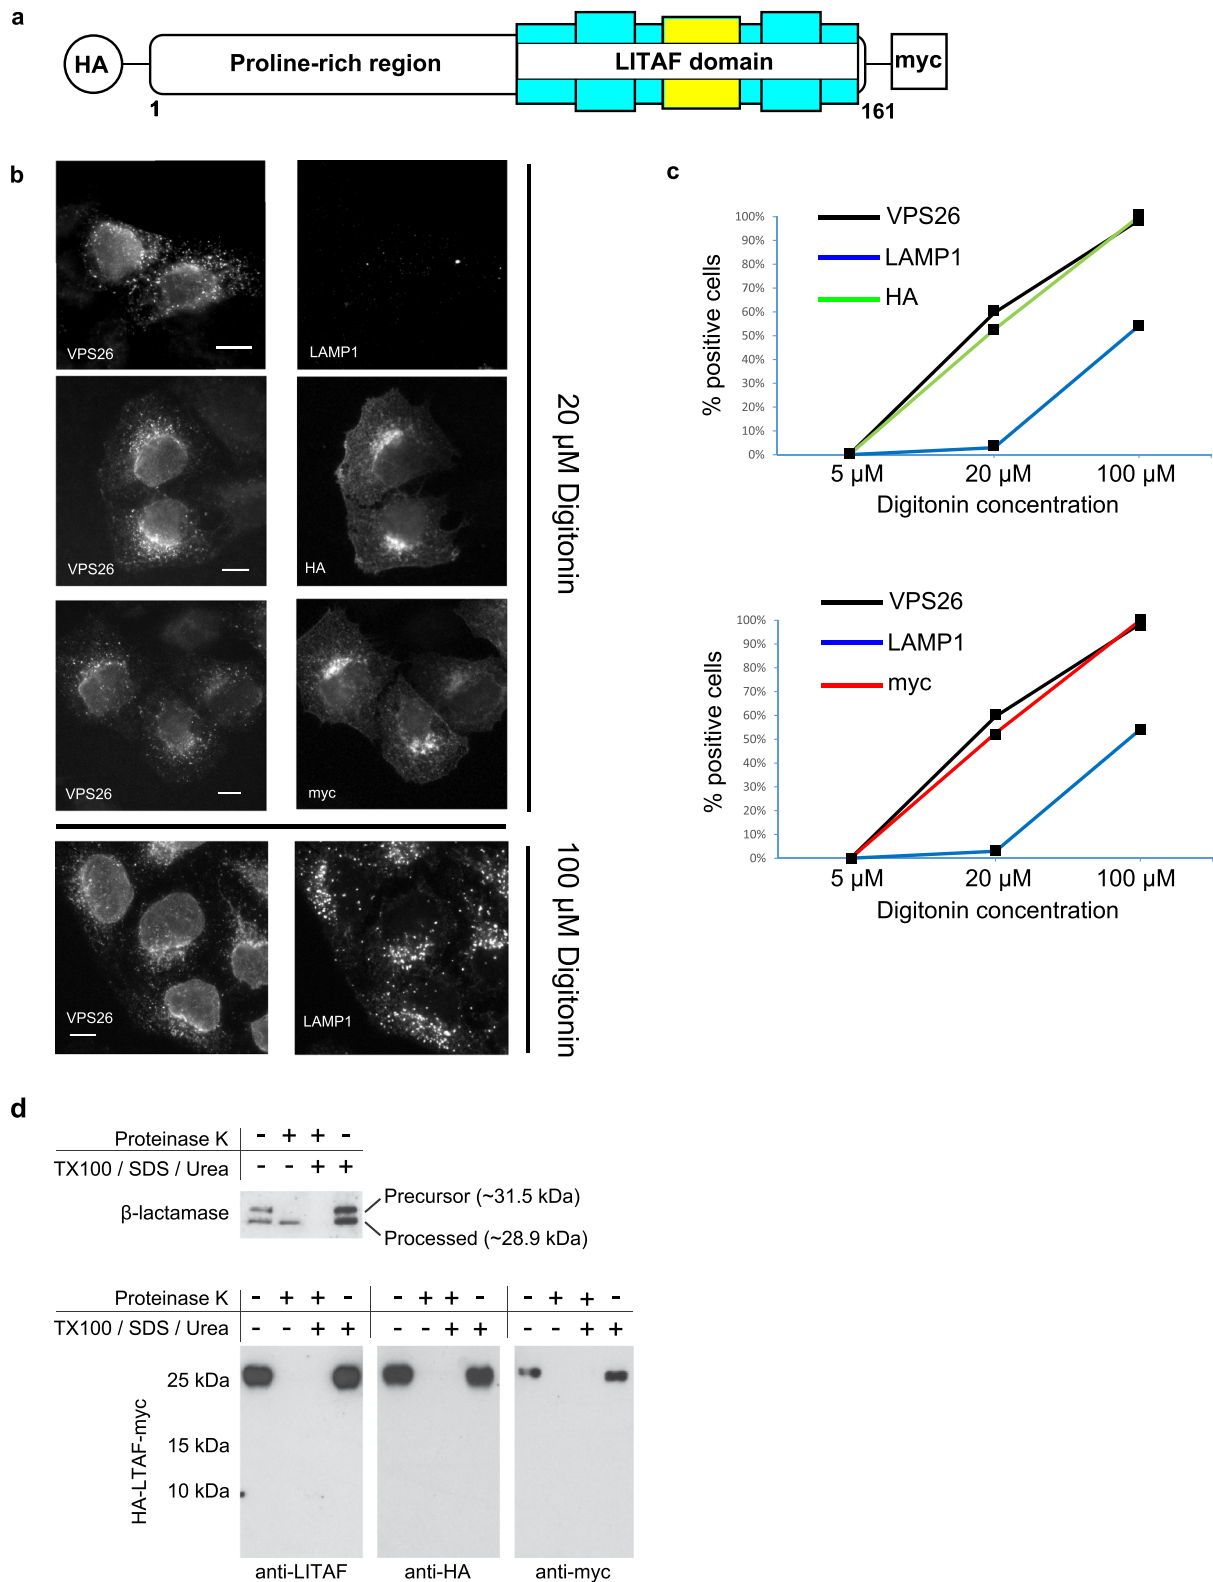 a
HA
Proline-rich region
LITAF domain
myc
1
161
b
VPS26
LAMP1
VPS26
HA
VPS26
myc
20 µM Digitonin
VPS26
LAMP1
100 µM Digitonin
c
VPS26
LAMP1
HA
% positive cells
100%
90%
80%
70%
60%
50%
40%
30%
20%
10%
0%
5 µM 20 µM 100 µM
Digitonin concentration
VPS26
LAMP1
myc
% positive cells
100%
90%
80%
70%
60%
50%
40%
30%
20%
10%
0%
5 µM 20 µM 100 µM
Digitonin concentration
d
Proteinase K - + + -
TX100 / SDS / Urea - - + +
β-lactamase
Precursor (~31.5 kDa)
Processed (~28.9 kDa)
Proteinase K - + + - - + + - - + + -
TX100 / SDS / Urea - - + + - - + + - - + +
HA-LTAF-myc
25 kDa
15 kDa
10 kDa
anti-LITAF anti-HA anti-myc